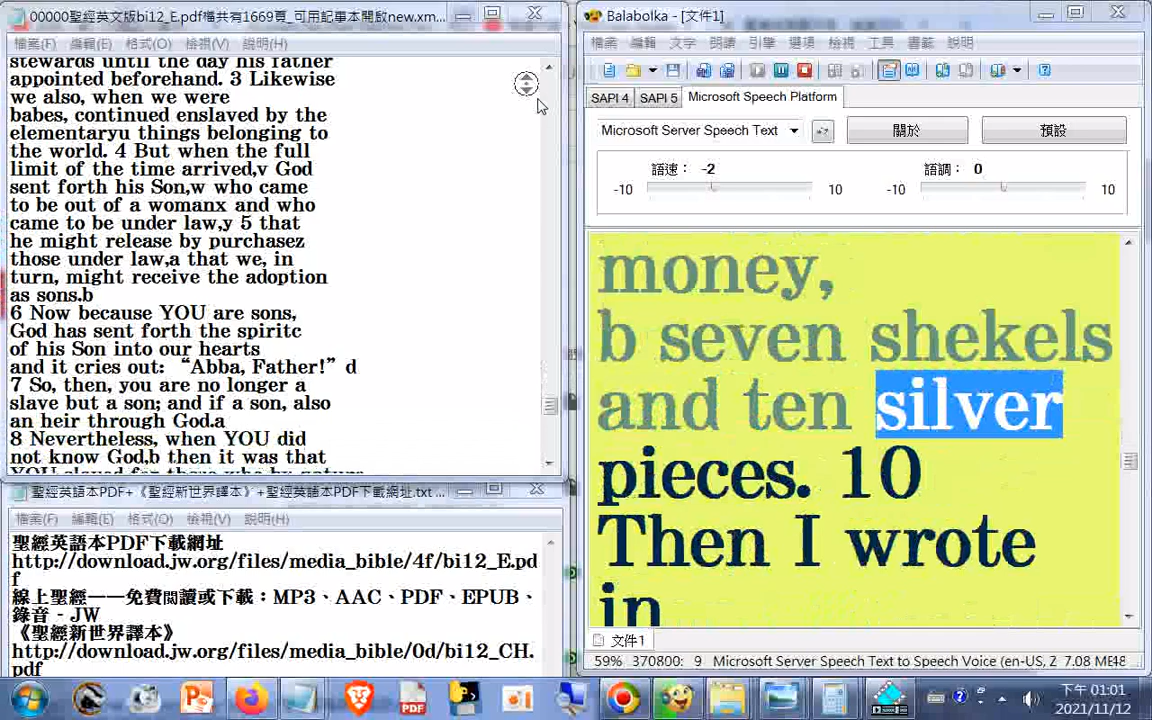 00000聖經英文版bi12_E.pdf檔共有1669頁_可用記事本開啟new.xm...
檔案(F) 編輯(E) 格式(O) 檢視(V) 說明(H)
stewards until the day his father
appointed beforehand. 3 Likewise
we also, when we were
babes, continued enslaved by the
elementaryu things belonging to
the world. 4 But when the full
limit of the time arrived,v God
sent forth his Son,w who came
to be out of a womanx and who
came to be under law,y 5 that
he might release by purchasez
those under law,a that we, in
turn, might receive the adoption
as sons.b
6 Now because YOU are sons,
God has sent forth the spiritc
of his Son into our hearts
and it cries out: “Abba, Father!” d
7 So, then, you are no longer a
slave but a son; and if a son, also
an heir through God.a
8 Nevertheless, when YOU did
not know God,b then it was that
YOU slaved for those who by nature
聖經英語本PDF+《聖經新世界譯本》+聖經英語本PDF下載網址.txt ...
檔案(F) 編輯(E) 格式(O) 檢視(V) 說明(H)
聖經英語本PDF下載網址
http://download.jw.org/files/media_bible/4f/bi12_E.pd
f
線上聖經——免費閱讀或下載：MP3、AAC、PDF、EPUB、
錄音 - JW
《聖經新世界譯本》
http://download.jw.org/files/media_bible/0d/bi12_CH.
pdf
Balabolka - [文件1]
檔案 編輯 文字 朗讀 引擎 選項 檢視 工具 書籤 說明
SAPI 4 SAPI 5 Microsoft Speech Platform
Microsoft Server Speech Text 關於 預設
語速： -2 語調： 0
-10 10 -10 10
money,
b seven shekels
and ten silver
pieces. 10
Then I wrote
in
文件1
59% 370800: 9 Microsoft Server Speech Text to Speech Voice (en-US, 2 7.08 ME48
下午 01:01
2021/11/12